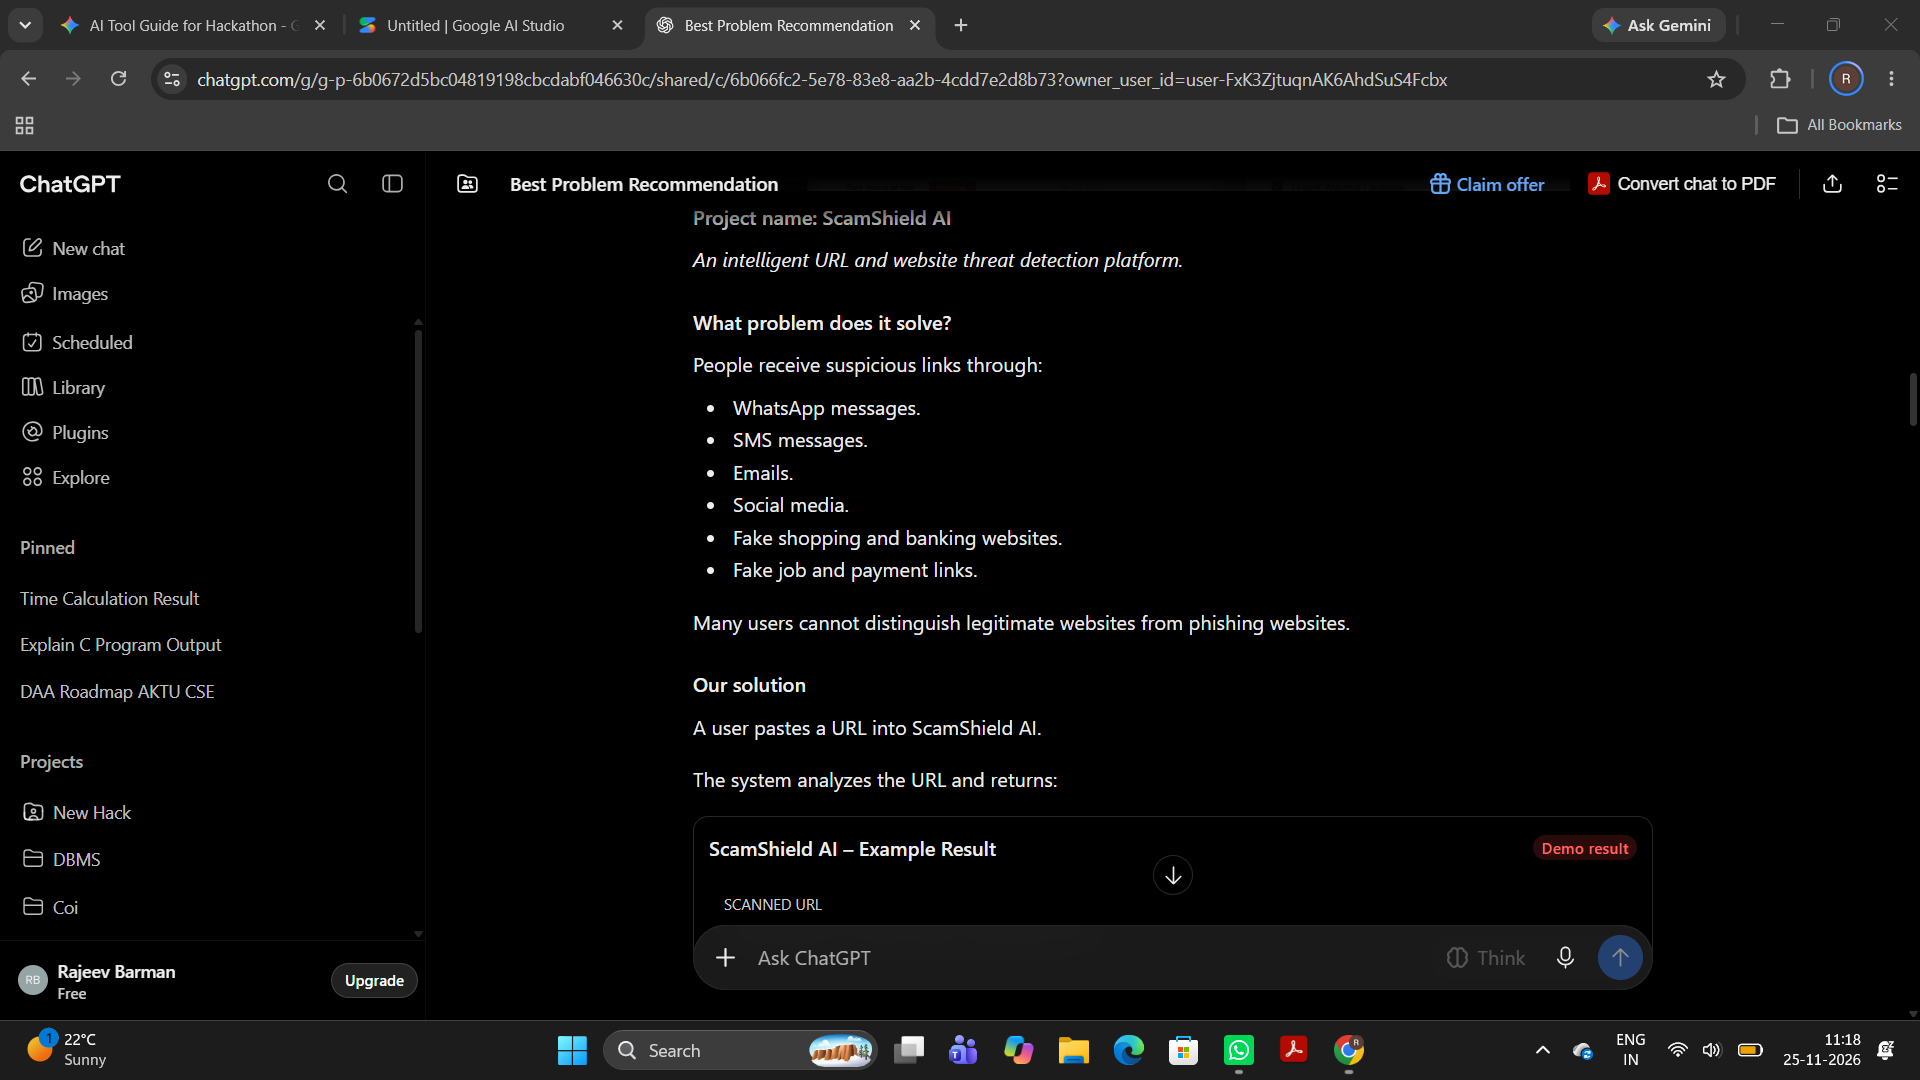 AI Tool Guide for Hackathon - G
Untitled | Google AI Studio
Best Problem Recommendation
Ask Gemini
chatgpt.com/g/g-p-6b0672d5bc04819198cbcdabf046630c/shared/c/6b066fc2-5e78-83e8-aa2b-4cdd7e2d8b73?owner_user_id=user-FxK3ZjtuqnAK6AhdSuS4Fcbx
R
All Bookmarks
ChatGPT
New chat
Images
Scheduled
Library
Plugins
Explore
Pinned
Time Calculation Result
Explain C Program Output
DAA Roadmap AKTU CSE
Projects
New Hack
DBMS
Coi
RB
Rajeev Barman
Free
Upgrade
Best Problem Recommendation
Claim offer
Convert chat to PDF
Project name: ScamShield AI
An intelligent URL and website threat detection platform.
What problem does it solve?
People receive suspicious links through:
• WhatsApp messages.
• SMS messages.
• Emails.
• Social media.
• Fake shopping and banking websites.
• Fake job and payment links.
Many users cannot distinguish legitimate websites from phishing websites.
Our solution
A user pastes a URL into ScamShield AI.
The system analyzes the URL and returns:
ScamShield AI – Example Result
Demo result
SCANNED URL
Ask ChatGPT
Think
1
22°C
Sunny
Search
R
ENG
IN
11:18
25-11-2026